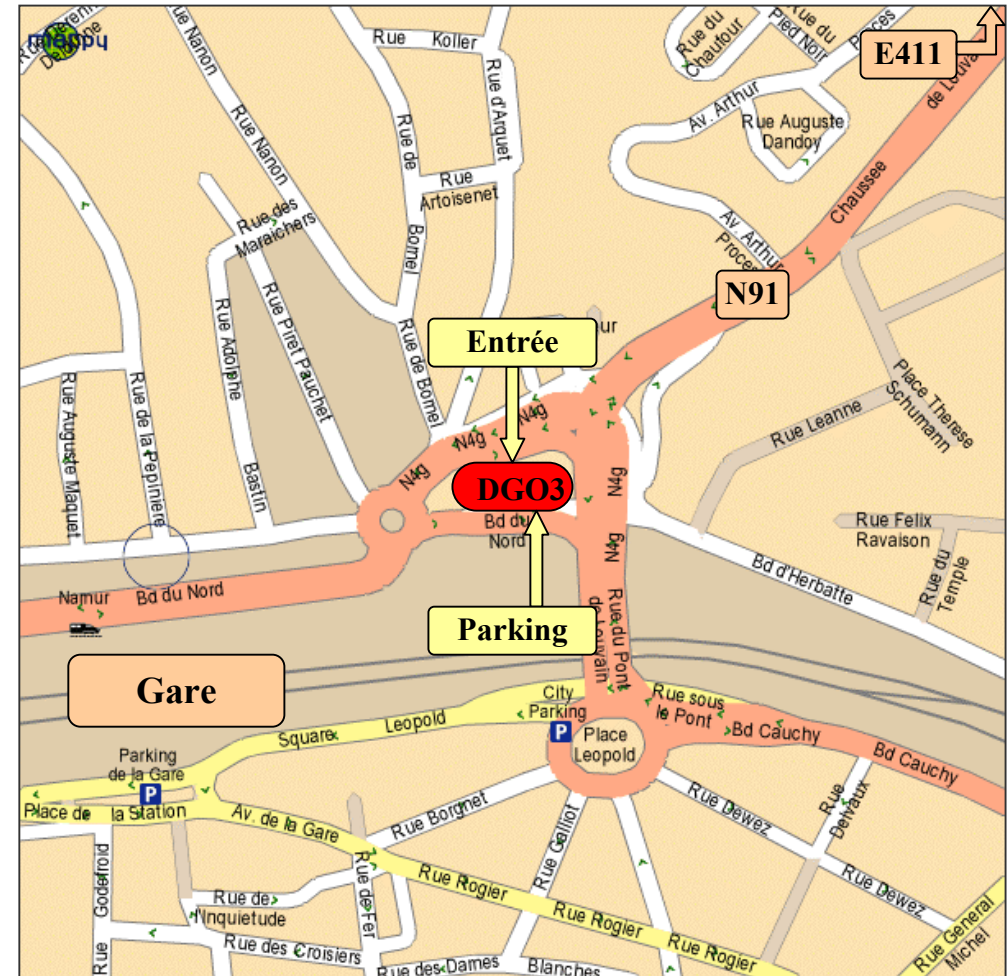 mappy
Rue
Koller
Rue Nanon
Rue Nanon
Rue de
Bomel
Rue d'Arquet
Rue
Artoisenet
Rue du
Chaufour
Rue du
Pied Noir
E411
de Louvain
Chaussee
Av. Arthur
Rue Auguste
Dandoy
Av. Arthur
N91
Rue des
Maraichers
Rue Piret Pauchet
Rue Adolphe
Bastin
Rue de Bomel
Entrée
N4g
N4g
N4g
DGO3
Bd du
Nord
N4g
N4g
Rue Auguste Maquet
Rue de la Pepiniere
Place Therese
Schumann
Rue Leanne
Rue Felix
Ravaison
Rue du
Temple
Bd d'Herbatte
Namur
Bd du Nord
Parking
Rue du Pont
de Louvain
Gare
City
Parking
P
Place
Leopold
Rue sous
le Pont
Bd Cauchy
Bd Cauchy
Square
Leopold
Parking
de la Gare
P
Place de la Station
Av. de la Gare
Rue Borgnet
Rue Galliot
Rue Dewez
Rue
Delvaux
Rue Dewez
Rue Rogier
Rue Rogier
Rue Rogier
Rue General
Michel
Godefroid
Rue
Rue de
l'Inquietude
Rue de Fer
Rue des Croisiers
Rue des Dames
Blanches